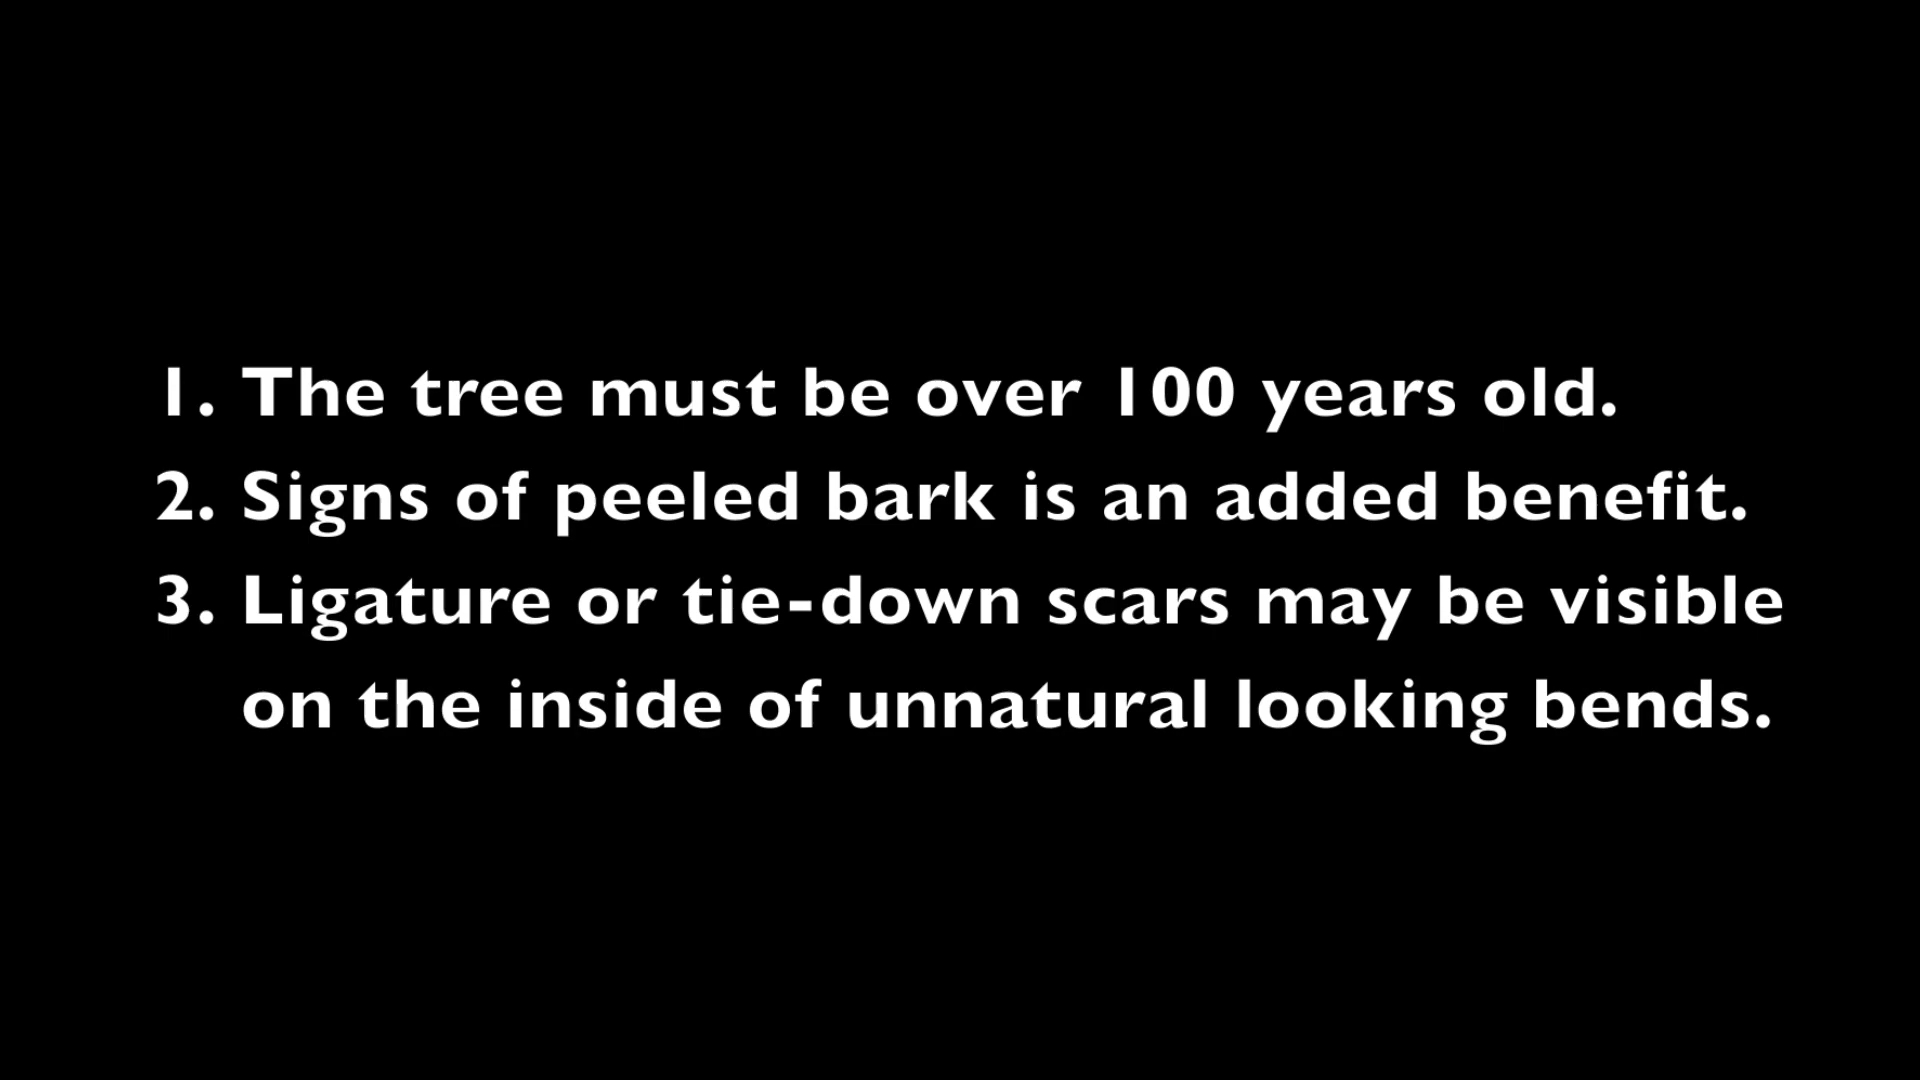 1. The tree must be over 100 years old.
2. Signs of peeled bark is an added benefit.
3. Ligature or tie-down scars may be visible
on the inside of unnatural looking bends.